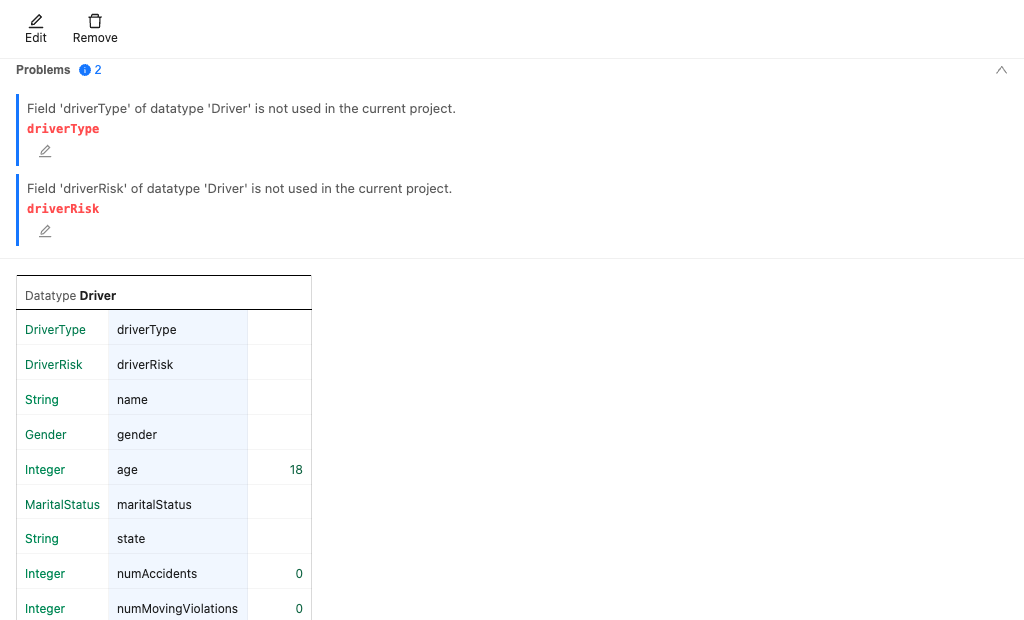 Edit Remove
Problems 2
Field 'driverType' of datatype 'Driver' is not used in the current project.
driverType
Field 'driverRisk' of datatype 'Driver' is not used in the current project.
driverRisk
Datatype Driver
DriverType driverType
DriverRisk driverRisk
String name
Gender gender
Integer age 18
MaritalStatus maritalStatus
String state
Integer numAccidents 0
Integer numMovingViolations 0